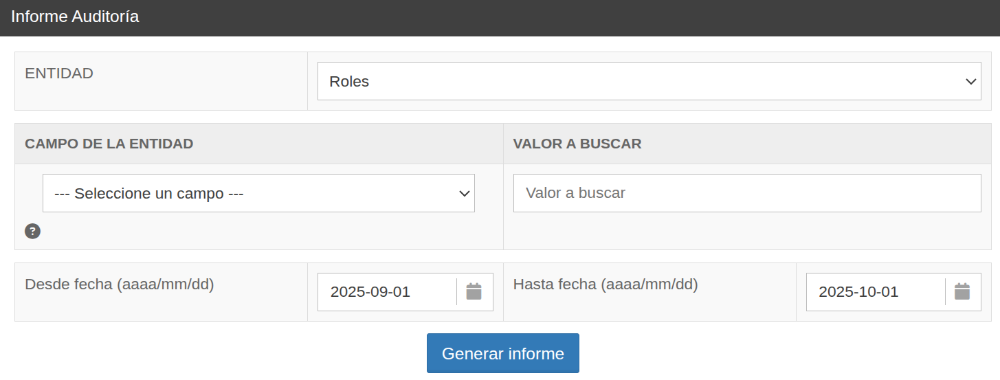 Informe Auditoría
ENTIDAD
Roles
CAMPO DE LA ENTIDAD
VALOR A BUSCAR
--- Seleccione un campo ---
Valor a buscar
?
Desde fecha (aaaa/mm/dd)
2025-09-01
Hasta fecha (aaaa/mm/dd)
2025-10-01
Generar informe